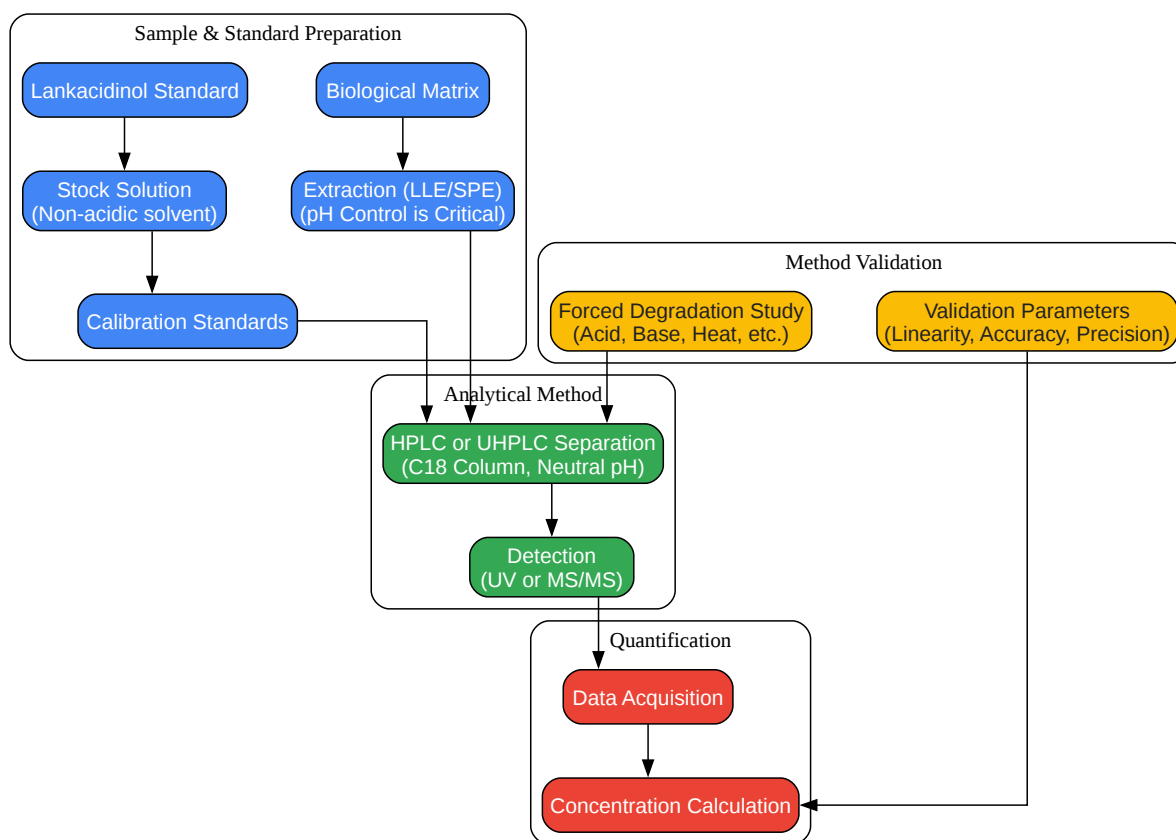 Sample & Standard Preparation
Lankacidinol Standard
Biological Matrix
Stock Solution
(Non-acidic solvent)
Extraction (LLE/SPE)
(pH Control is Critical)
Calibration Standards
Method Validation
Forced Degradation Study
(Acid, Base, Heat, etc.)
Validation Parameters
(Linearity, Accuracy, Precision)
Analytical Method
HPLC or UHPLC Separation
(C18 Column, Neutral pH)
Detection
(UV or MS/MS)
Quantification
Data Acquisition
Concentration Calculation